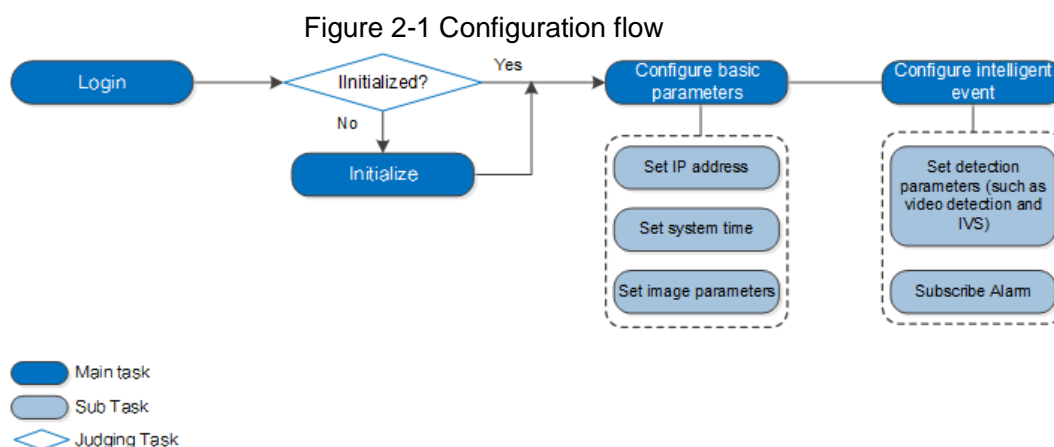 Figure 2-1 Configuration flow
Login
IInitialized?
Yes
No
Initialize
Configure basic
parameters
Set IP address
Set system time
Set image parameters
Configure intelligent
event
Set detection
parameters (such as
video detection and
IVS)
Subscribe Alarm
Main task
Sub Task
Judging Task